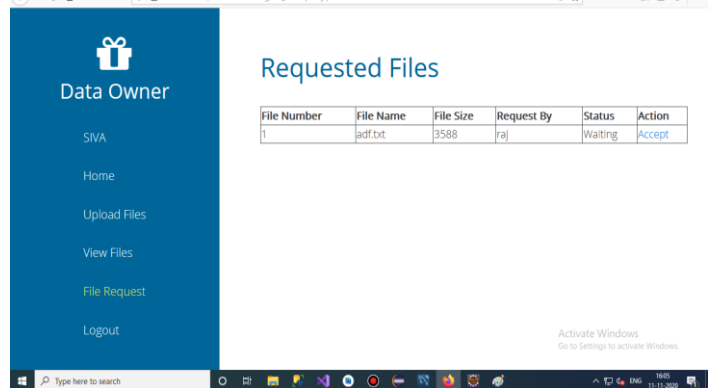 Data Owner
SIVA
Home
Upload Files
View Files
File Request
Logout
Requested Files
File Number File Name File Size Request By Status Action
1 adf.txt 3588 raj Waiting Accept
Activate Windows
Go to Settings to activate Windows.
Type here to search
ENG
1605
11-11-2020